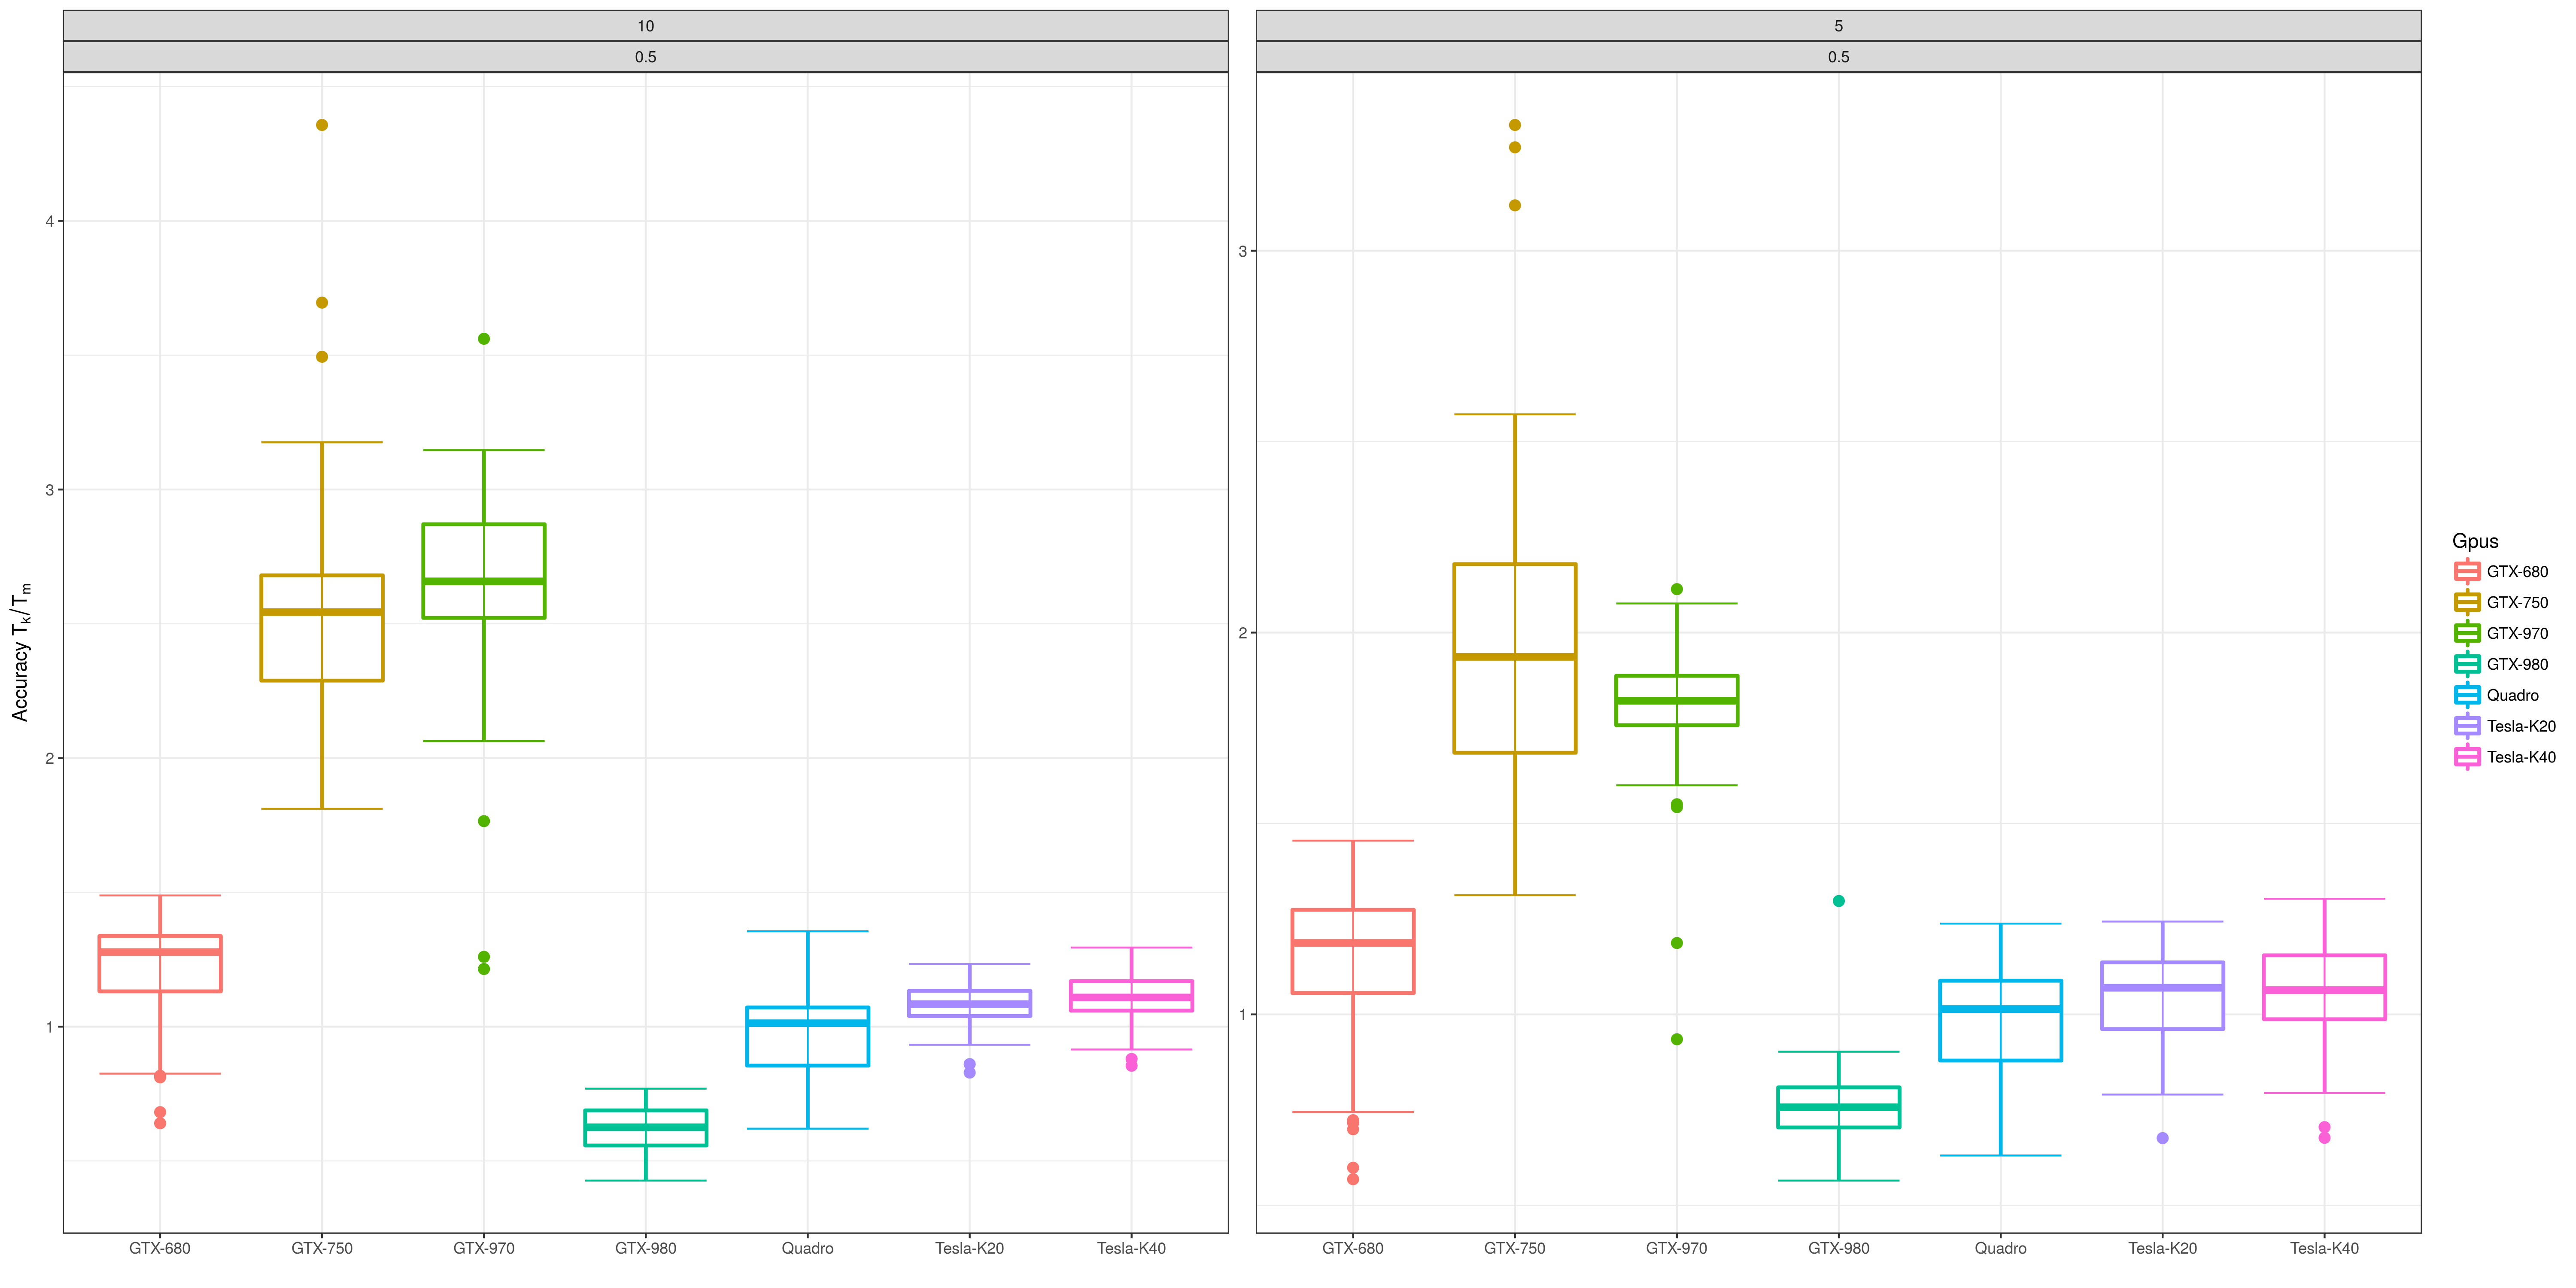 10
0.5
5
0.5
Accuracy Tk/Tm
4
3
2
1
GTX-680 GTX-750 GTX-970 GTX-980 Quadro Tesla-K20 Tesla-K40
3
2
1
GTX-680 GTX-750 GTX-970 GTX-980 Quadro Tesla-K20 Tesla-K40
Gpus
GTX-680
GTX-750
GTX-970
GTX-980
Quadro
Tesla-K20
Tesla-K40